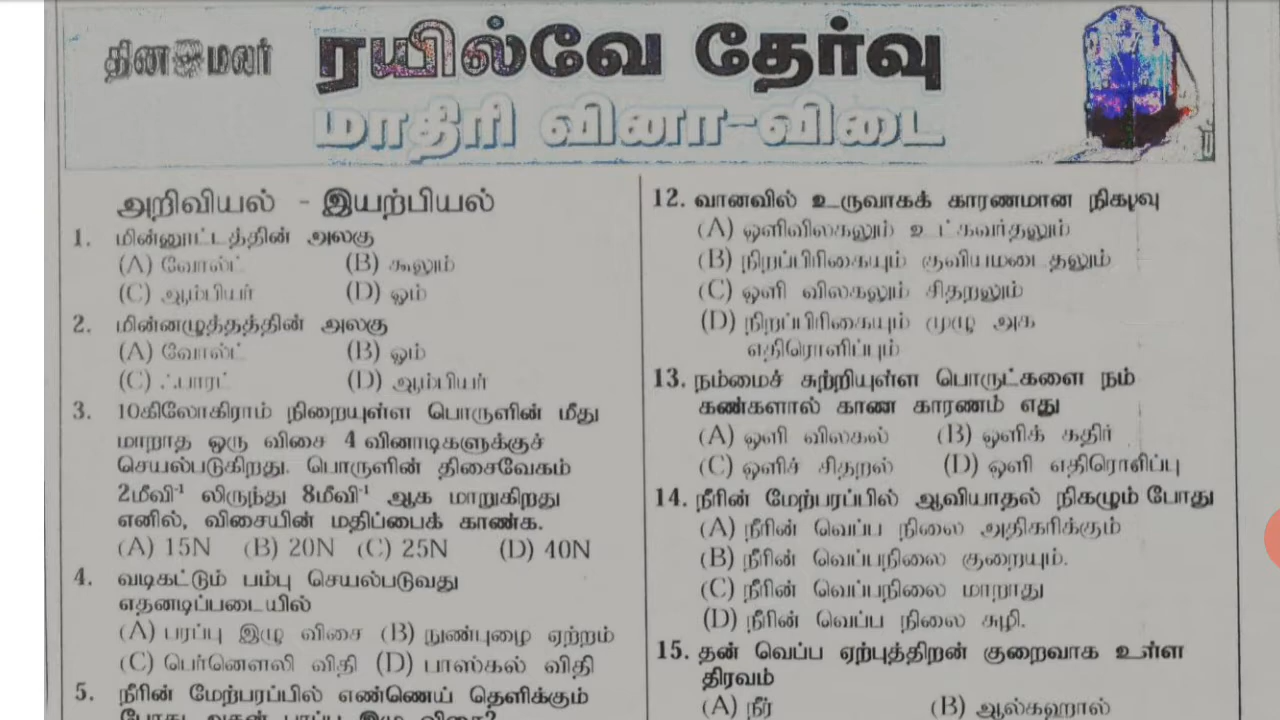 தினமலர்
ரயில்வே தேர்வு
மாதிரி வினா-விடை
அறிவியல் - இயற்பியல்
1. மின்னூட்டத்தின் அலகு
(A) வோல்ட் (B) கூலும்
(C) ஆம்பியர் (D) ஓம்
2. மின்னழுத்தத்தின் அலகு
(A) வோல்ட் (B) ஓம்
(C) ஃபாரட் (D) ஆம்பியர்
3. 10கிலோகிராம் நிறையுள்ள பொருளின் மீது
மாறாத ஒரு விசை 4 வினாடிகளுக்குச்
செயல்படுகிறது. பொருளின் திசைவேகம்
2மீவி⁻¹ லிருந்து 8மீவி⁻¹ ஆக மாறுகிறது
எனில், விசையின் மதிப்பைக் காண்க.
(A) 15N (B) 20N (C) 25N (D) 40N
4. வடிகட்டும் பம்பு செயல்படுவது
எதனடிப்படையில்
(A) பரப்பு இழு விசை (B) நுண்புழை ஏற்றம்
(C) பெர்னௌலி விதி (D) பாஸ்கல் விதி
5. நீரின் மேற்பரப்பில் எண்ணெய் தெளிக்கும்
போது அதன் பரப்பு இழு விசை?
12. வானவில் உருவாகக் காரணமான நிகழ்வு
(A) ஒளிவிலகலும் உட்கவர்தலும்
(B) நிறப்பிரிகையும் குவியமடைதலும்
(C) ஒளி விலகலும் சிதறலும்
(D) நிறப்பிரிகையும் முழு அக
எதிரொளிப்பும்
13. நம்மைச் சுற்றியுள்ள பொருட்களை நம்
கண்களால் காண காரணம் எது
(A) ஒளி விலகல் (B) ஒளிக் கதிர்
(C) ஒளிச் சிதறல் (D) ஒளி எதிரொளிப்பு
14. நீரின் மேற்பரப்பில் ஆவியாதல் நிகழும் போது
(A) நீரின் வெப்ப நிலை அதிகரிக்கும்
(B) நீரின் வெப்பநிலை குறையும்.
(C) நீரின் வெப்பநிலை மாறாது
(D) நீரின் வெப்ப நிலை சுழி.
15. தன் வெப்ப ஏற்புத்திறன் குறைவாக உள்ள
திரவம்
(A) நீர் (B) ஆல்கஹால்